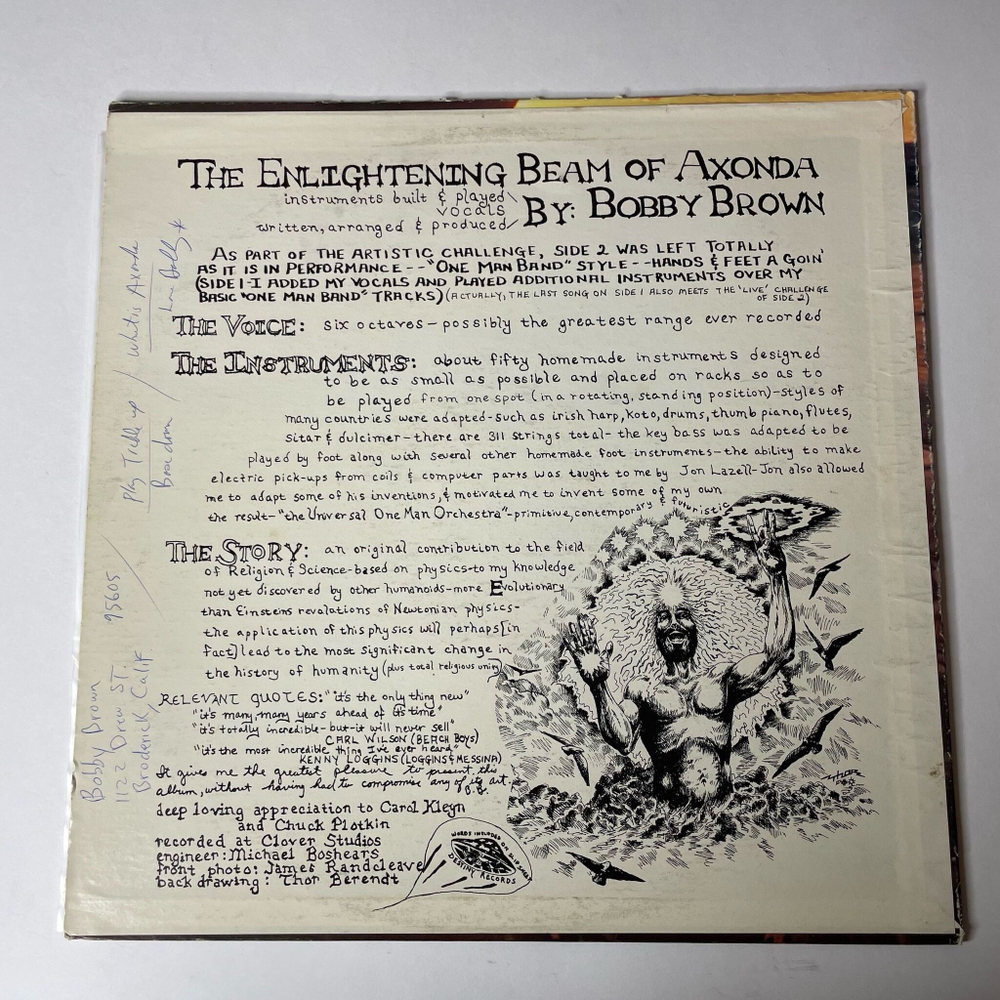 THE ENLIGHTENING BEAM OF AXONDA
instruments built & played
vocals
written, arranged & produced
BY: BOBBY BROWN
AS PART OF THE ARTISTIC CHALLENGE, SIDE 2 WAS LEFT TOTALLY
AS IT IS IN PERFORMANCE--"ONE MAN BAND" STYLE--HANDS & FEET A GOIN'
(SIDE 1-I ADDED MY VOCALS AND PLAYED ADDITIONAL INSTRUMENTS OVER MY
BASIC "ONE MAN BAND" TRACKS) (ACTUALLY, THE LAST SONG ON SIDE 1 ALSO MEETS THE 'LIVE' CHALLENGE
OF SIDE 2)
THE VOICE: six octaves-possibly the greatest range ever recorded
THE INSTRUMENTS: about fifty homemade instruments designed
to be as small as possible and placed on racks so as to
be played from one spot (in a rotating, standing position)-styles of
many countries were adapted-such as irish harp, koto, drums, thumb piano, flutes,
sitar & dulcimer-there are 311 strings total-the key bass was adapted to be
played by foot along with several other homemade foot instruments-the ability to make
electric pick-ups from coils & computer parts was taught to me by Jon Lazell-Jon also allowed
me to adapt some of his inventions, & motivated me to invent some of my own
the result-"the Universal One Man Orchestra"-primitive, contemporary & futuristic
THE STORY: an original contribution to the field
of Religion & Science-based on physics-to my knowledge
not yet discovered by other humanoids-more Evolutionary
than Einsteins revolations of Newtonian physics-
the application of this physics will perhaps [in
fact] lead to the most significant change in
the history of humanity (plus total religious unity)
RELEVANT QUOTES: "it's the only thing new"
"it's many, many years ahead of its time"
"it's totally incredible-but-it will never sell"
CARL WILSON (BEACH BOYS)
"it's the most incredible thing I've ever heard"
KENNY LOGGINS (LOGGINS & MESSINA)
It gives me the greatest pleasure to present this
album, without having had to compromise any of its art.
B.B.
deep loving appreciation to Carol Kleyn
and Chuck Plotkin
recorded at Clover Studios
engineer: Michael Boshears
front photo: James Randcleave
back drawing: Thor Berendt
WORDS INCLUDED ON
DESTINY RECORDS
Bobby Brown
1122 Drew ST.
Broderick, Calif
95605
What is Axonda